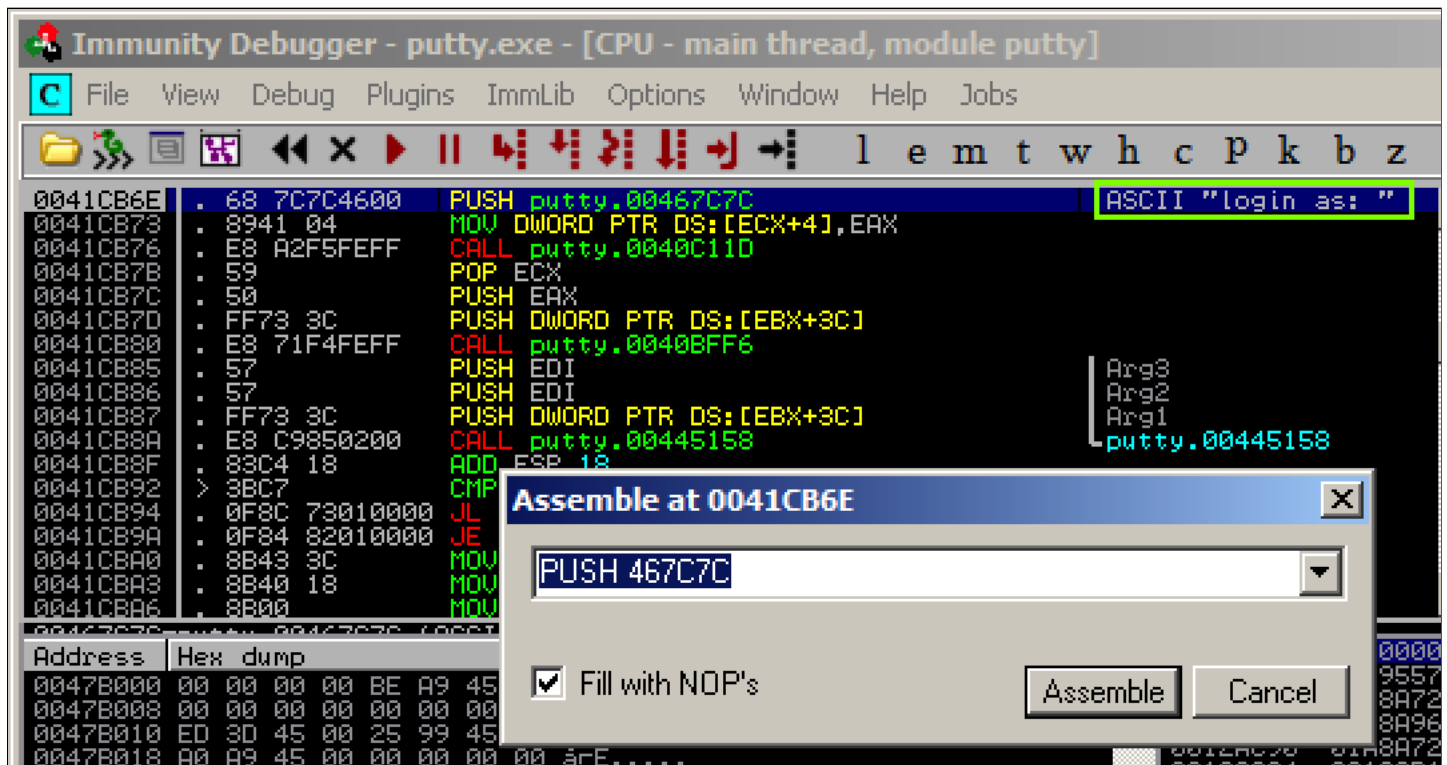 Immunity Debugger - putty.exe - [CPU - main thread, module putty]
C File View Debug Plugins ImmLib Options Window Help Jobs
l e m t w h c P k b z
0041CB6E . 68 7C7C4600 PUSH putty.00467C7C ASCII "login as: "
0041CB73 . 8941 04 MOV DWORD PTR DS:[ECX+4],EAX
0041CB76 . E8 A2F5FEFF CALL putty.0040C11D
0041CB7B . 59 POP ECX
0041CB7C . 50 PUSH EAX
0041CB7D . FF73 3C PUSH DWORD PTR DS:[EBX+3C]
0041CB80 . E8 71F4FEFF CALL putty.0040BFF6
0041CB85 . 57 PUSH EDI Arg3
0041CB86 . 57 PUSH EDI Arg2
0041CB87 . FF73 3C PUSH DWORD PTR DS:[EBX+3C] Arg1
0041CB8A . E8 C9850200 CALL putty.00445158 putty.00445158
0041CB8F . 83C4 18 ADD ESP 18
0041CB92 > 3BC7 CMP
0041CB94 . 0F8C 73010000 JL
0041CB9A . 0F84 82010000 JE
0041CBA0 . 8B43 3C MOV
0041CBA3 . 8B40 18 MOV
0041CBA6 . 8B00 MOV
Assemble at 0041CB6E
PUSH 467C7C
Fill with NOP's
Assemble Cancel
Address Hex dump
0047B000 00 00 00 00 BE A9 45
0047B008 00 00 00 00 00 00 00
0047B010 ED 3D 45 00 25 99 45
0047B018 A0 A9 45 00 00 00 00 00 árE.....
0000
9557
8A72
8A96